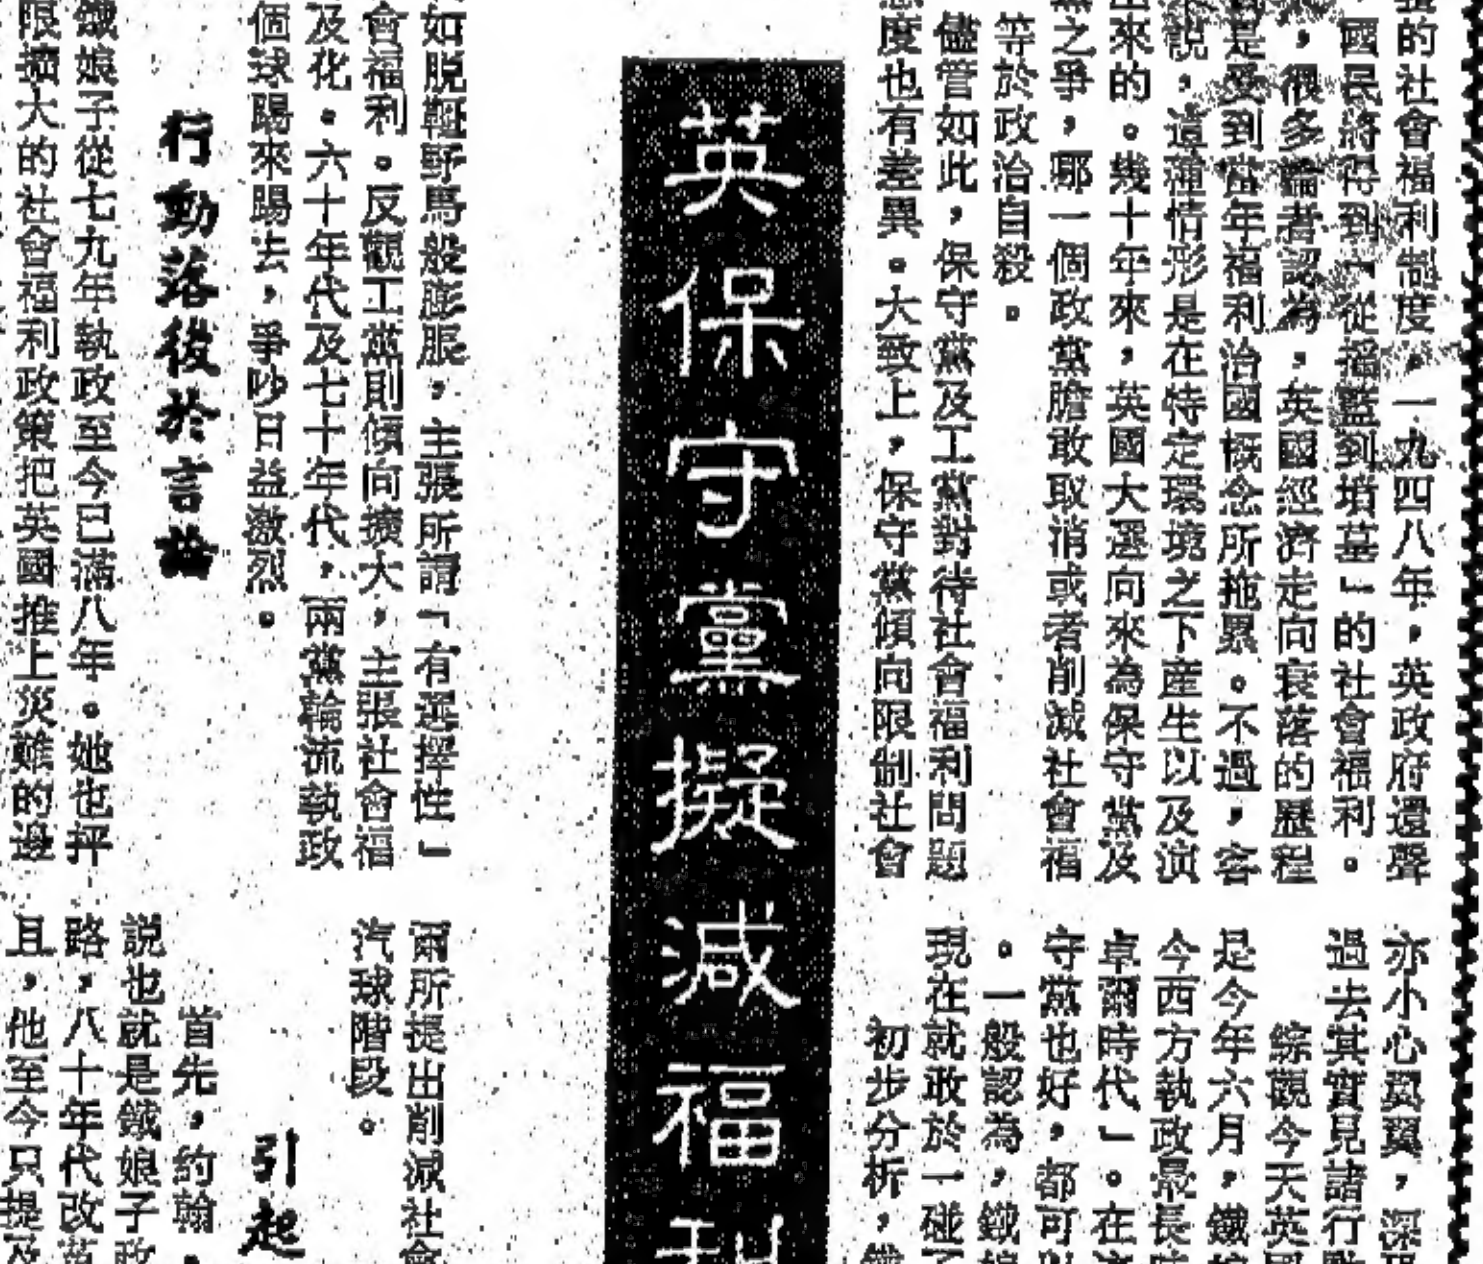 的社會福利制度。一九四八年，英政府還聲
國民將得到「從搖籃到墳墓」的社會福利。
，很多論者認為，英國經濟走向衰落的歷程
是受到當年福利治國概念所拖累。不過，客
說，這種情形是在特定環境之下產生以及演
來的。幾十年來，英國大選向來為保守黨及
之爭，哪一個政黨膽敢取消或者削減社會福
等於政治自殺。
儘管如此，保守黨及工黨對待社會福利問題
度也有差異。大致上，保守黨傾向限制社會
英保守黨擬減福利
如脫韁野馬般膨脹，主張所謂「有選擇性」
會福利。反觀工黨則傾向擴大，主張社會福
及化。六十年代及七十年代，兩黨輪流執政
個球踢來踢去，爭吵日益激烈。
行動落後於言論
鐵娘子從七九年執政至今已滿八年。她也抨
限擴大的社會福利政策把英國推上災難的邊
亦小心翼翼，深
過去其實見諸行
綜觀今天英國
是今年六月，鐵
今西方執政最長
卓爾時代」。在
守黨也好，都可
。一般認為，鐵
現在就敢於一碰
初步分析，
爾所提出削減社會
汽球階段。
引起
首先，約翰
說也就是鐵娘子
路，八十年代改
且，他至今只提及